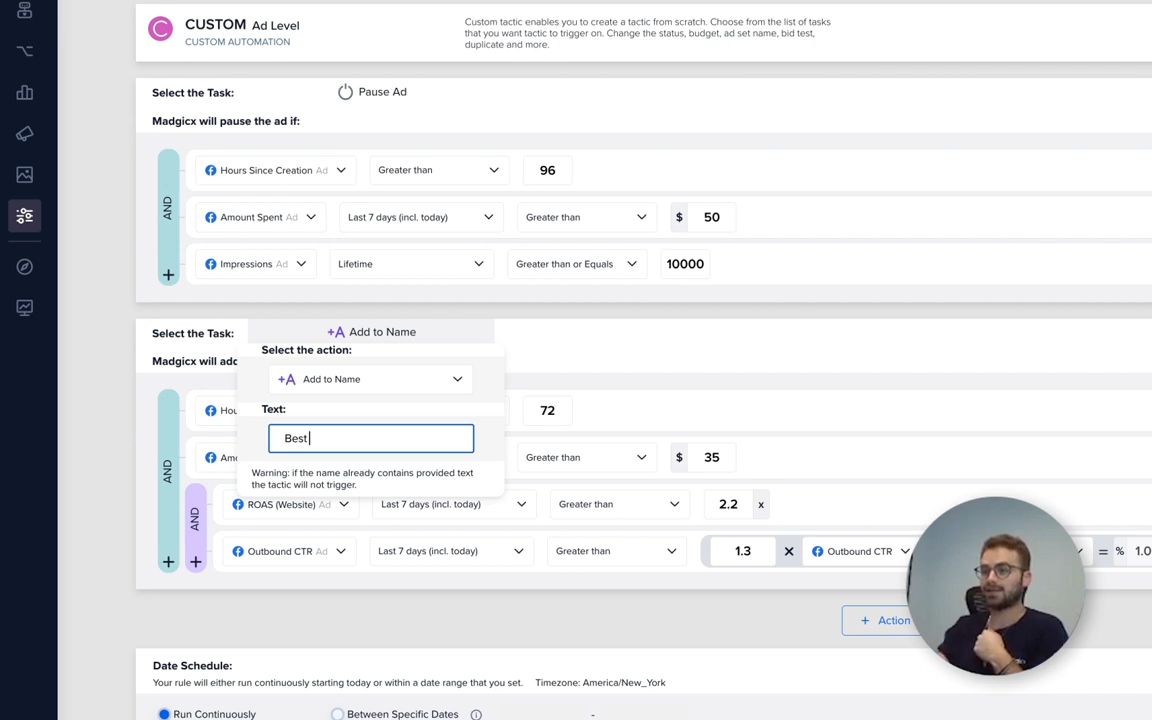 CUSTOM Ad Level
CUSTOM AUTOMATION
Custom tactic enables you to create a tactic from scratch. Choose from the list of tasks
that you want tactic to trigger on. Change the status, budget, ad set name, bid test,
duplicate and more.
Select the Task: Pause Ad
Madgicx will pause the ad if:
AND
Hours Since Creation Ad Greater than 96
Amount Spent Ad Last 7 days (incl. today) Greater than $ 50
Impressions Ad Lifetime Greater than or Equals 10000
Select the Task: +A Add to Name
Madgicx will add
Select the action:
+A Add to Name
Text:
Best
Warning: if the name already contains provided text
the tactic will not trigger.
AND
72
Greater than $ 35
AND
ROAS (Website) Ad Last 7 days (incl. today) Greater than 2.2 x
Outbound CTR Ad Last 7 days (incl. today) Greater than 1.3 × Outbound CTR = % 1.0
+ Action
Date Schedule:
Your rule will either run continuously starting today or within a date range that you set. Timezone: America/New_York
Run Continuously Between Specific Dates -